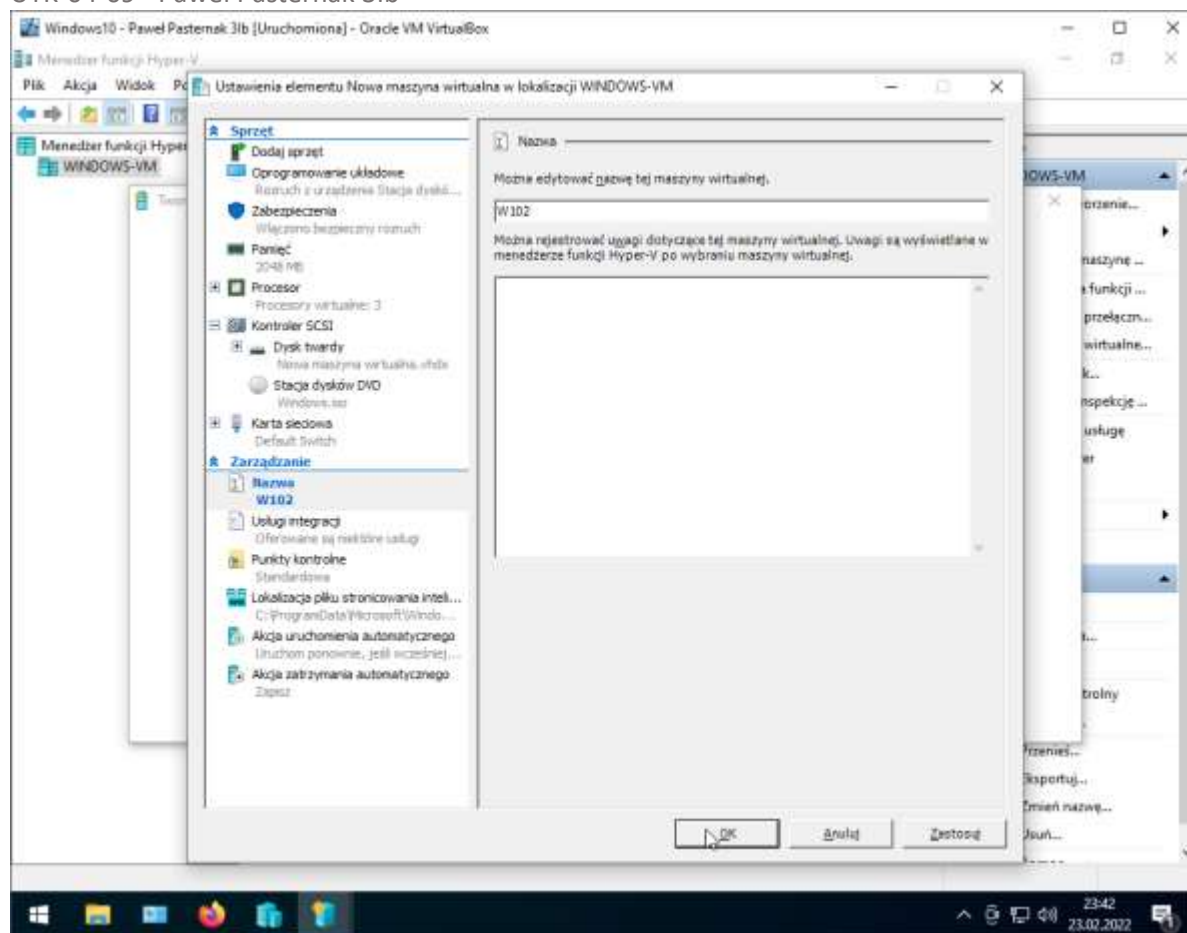 Windows10 - Paweł Pasternak 3lb [Uruchomiona] - Oracle VM VirtualBox
Menedżer funkcji Hyper-V
Plik Akcja Widok
Ustawienia elementu Nowa maszyna wirtualna w lokalizacji WINDOWS-VM
Menedżer funkcji Hyper
WINDOWS-VM
Sprzęt
Dodaj sprzęt
Oprogramowanie układowe
Rozruch z urządzenia Stacja dyskó...
Zabezpieczenia
Włączono bezpieczny rozruch
Pamięć
2048 MB
Procesor
Procesory wirtualne: 3
Kontroler SCSI
Dysk twardy
Nowa maszyna wirtualna.vhdx
Stacja dysków DVD
Windows.iso
Karta sieciowa
Default Switch
Zarządzanie
Nazwa
W102
Usługi integracji
Oferowane są niektóre usługi
Punkty kontrolne
Standardowa
Lokalizacja pliku stronicowania inteli...
C:\ProgramData\Microsoft\Windo...
Akcja uruchomienia automatycznego
Uruchom ponownie, jeśli wcześniej...
Akcja zatrzymania automatycznego
Zapisz
Nazwa
Można edytować nazwę tej maszyny wirtualnej.
W102
Można rejestrować uwagi dotyczące tej maszyny wirtualnej. Uwagi są wyświetlane w
menedżerze funkcji Hyper-V po wybraniu maszyny wirtualnej.
OK Anuluj Zastosuj
OWS-VM
orzenie...
naszynę ...
funkcji ...
przełączn...
wirtualne...
k...
nspekcję ...
usługę
er
trolny
Przenieś...
Eksportuj...
Zmień nazwę...
Usuń...
23:42
23.02.2022